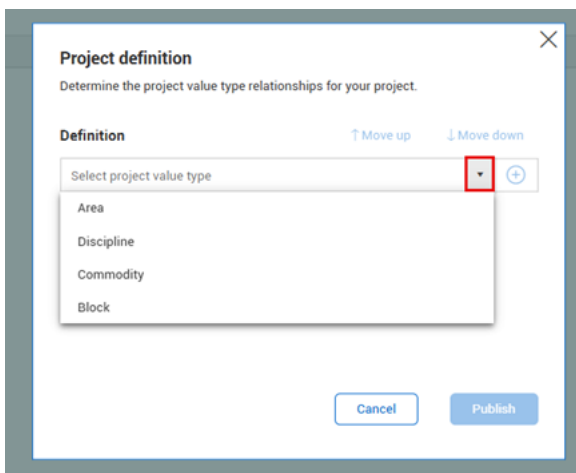 Project definition
Determine the project value type relationships for your project.
Definition ↑ Move up ↓ Move down
Select project value type
Area
Discipline
Commodity
Block
Cancel Publish